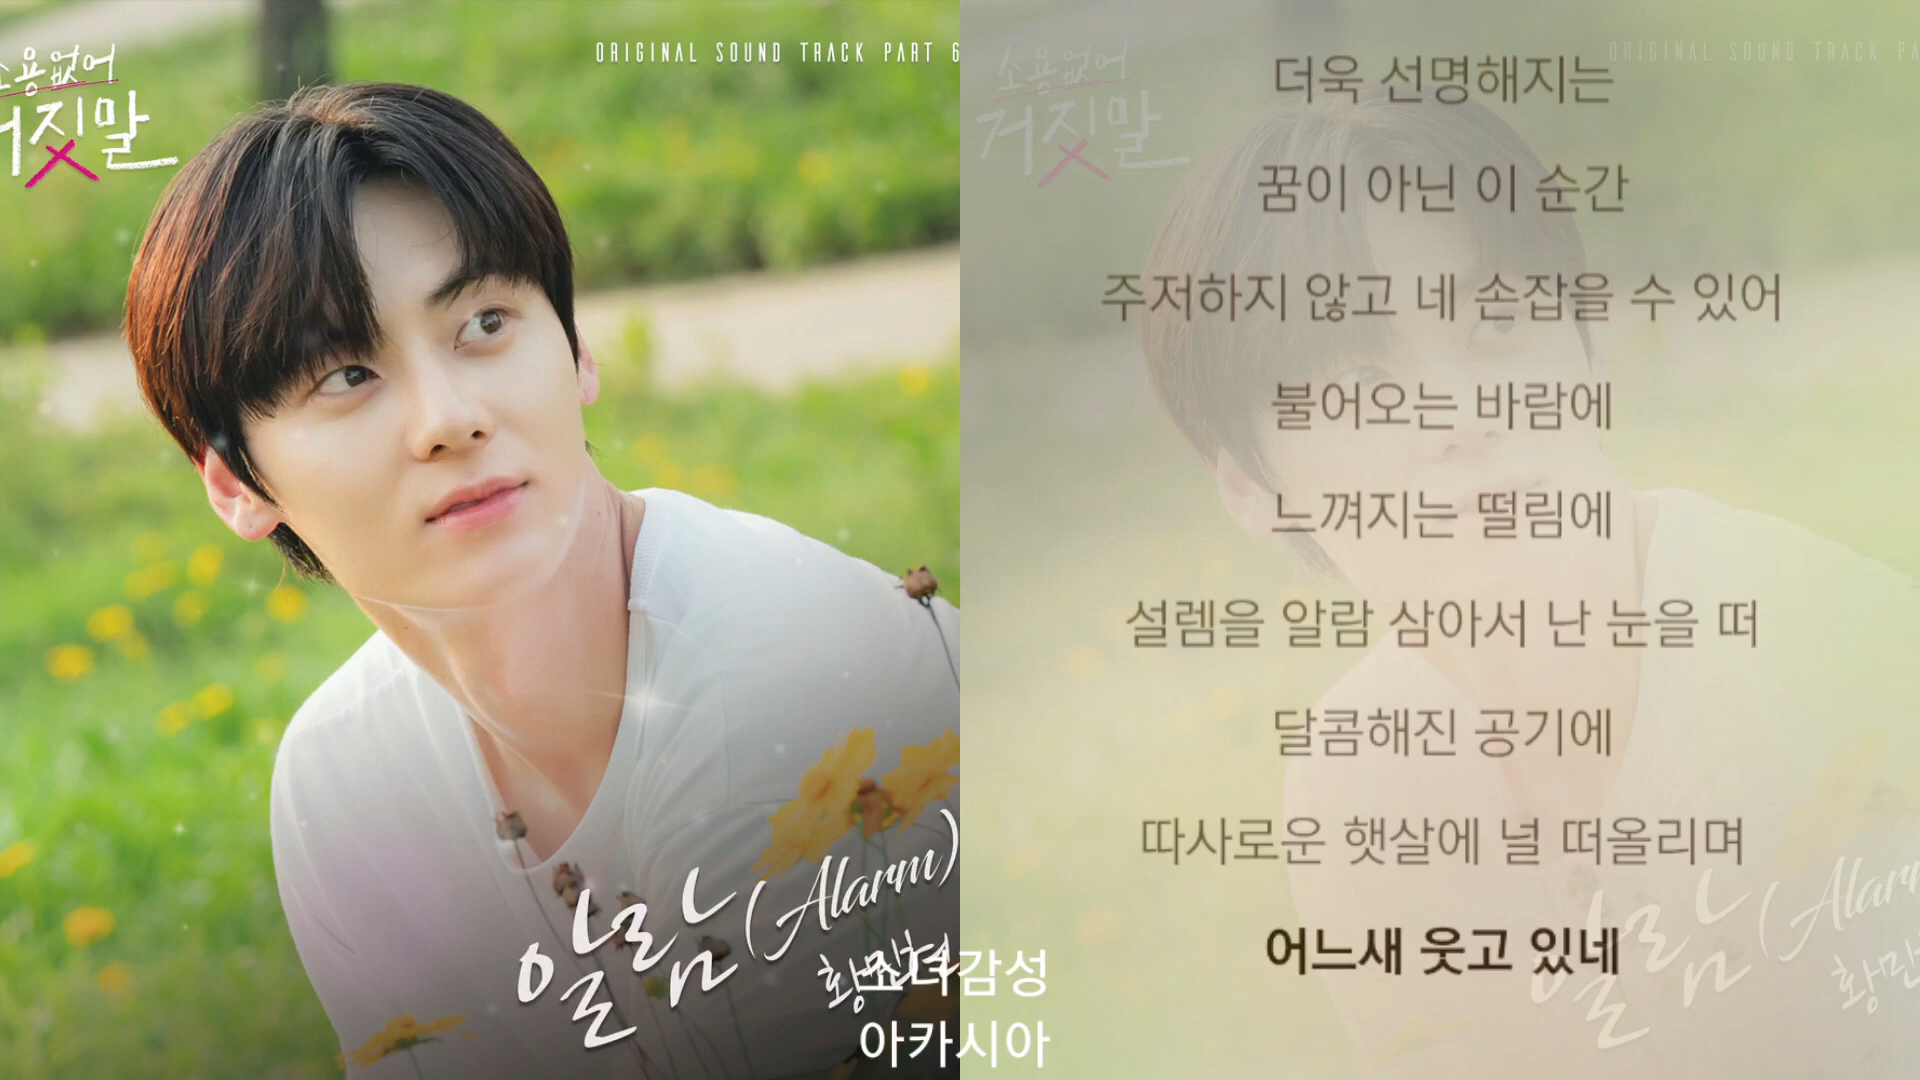 소용없어
거짓말
ORIGINAL SOUND TRACK PART 6
알람 (Alarm)
감성
아카시아
소용없어
거짓말
ORIGINAL SOUND TRACK PA
더욱 선명해지는
꿈이 아닌 이 순간
주저하지 않고 네 손잡을 수 있어
불어오는 바람에
느껴지는 떨림에
설렘을 알람 삼아서 난 눈을 떠
달콤해진 공기에
따사로운 햇살에 널 떠올리며
어느새 웃고 있네
알람 (Alarm
황민